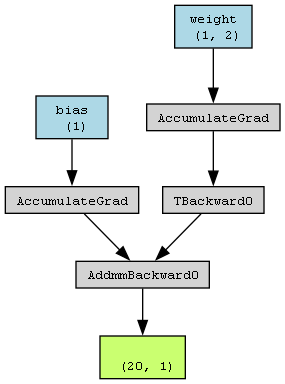 weight
(1, 2)
bias
(1)
AccumulateGrad
AccumulateGrad
TBackward0
AddmmBackward0
(20, 1)